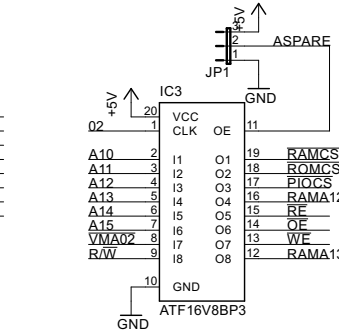 +5V
3
2 ASPARE
1
JP1
GND
+5V
IC3
20 VCC
02 1 CLK OE 11
A10 2 I1 O1 19 RAMCS
A11 3 I2 O2 18 ROMCS
A12 4 I3 O3 17 PIOCS
A13 5 I4 O4 16 RAMA12
A14 6 I5 O5 15 RE
A15 7 I6 O6 14 OE
VMA02 8 I7 O7 13 WE
R/W 9 I8 O8 12 RAMA13
10 GND
ATF16V8BP3
GND